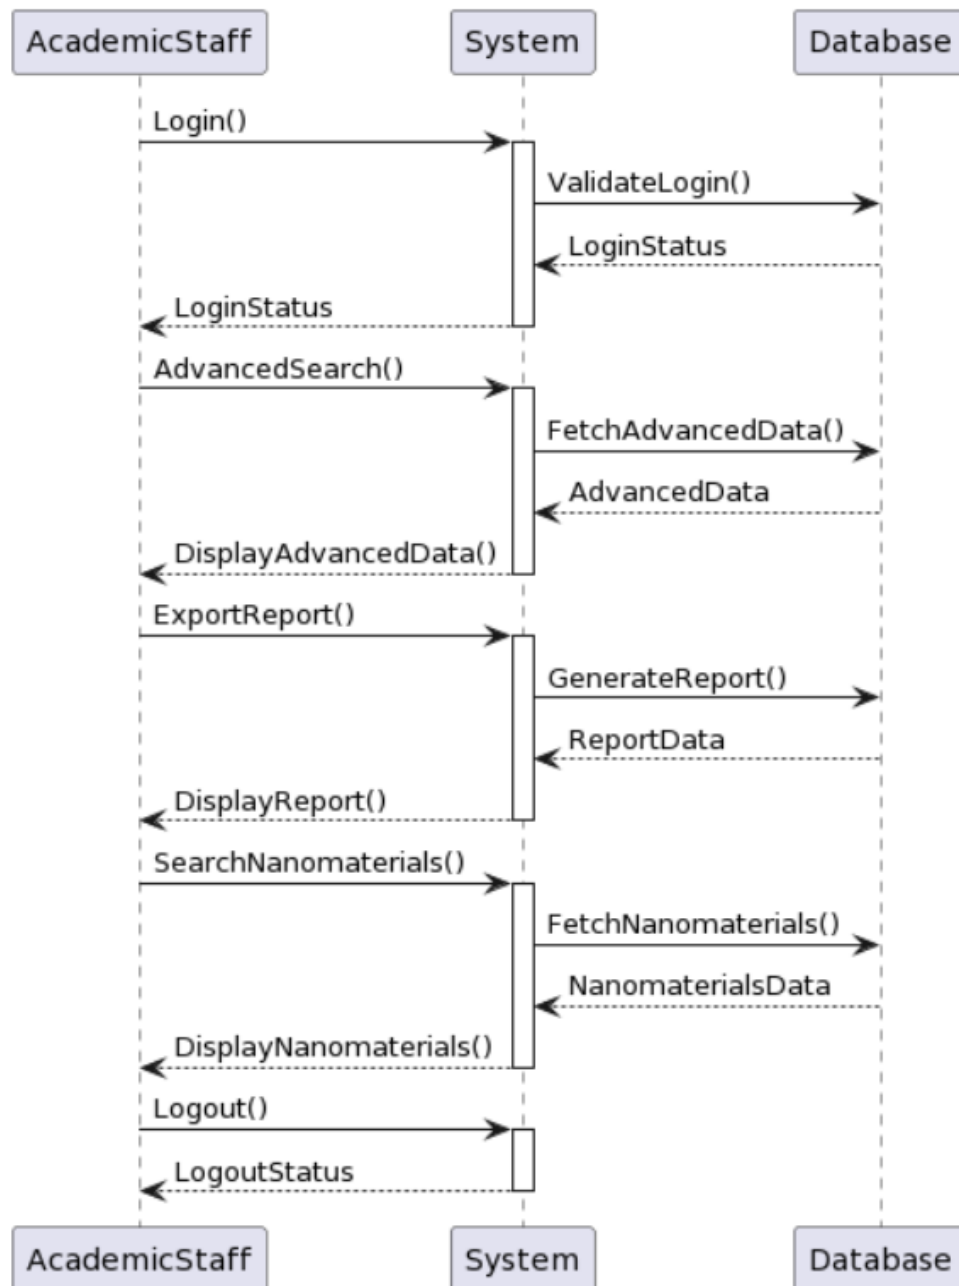 AcademicStaff System Database
Login()
ValidateLogin()
LoginStatus
LoginStatus
AdvancedSearch()
FetchAdvancedData()
AdvancedData
DisplayAdvancedData()
ExportReport()
GenerateReport()
ReportData
DisplayReport()
SearchNanomaterials()
FetchNanomaterials()
NanomaterialsData
DisplayNanomaterials()
Logout()
LogoutStatus
AcademicStaff System Database